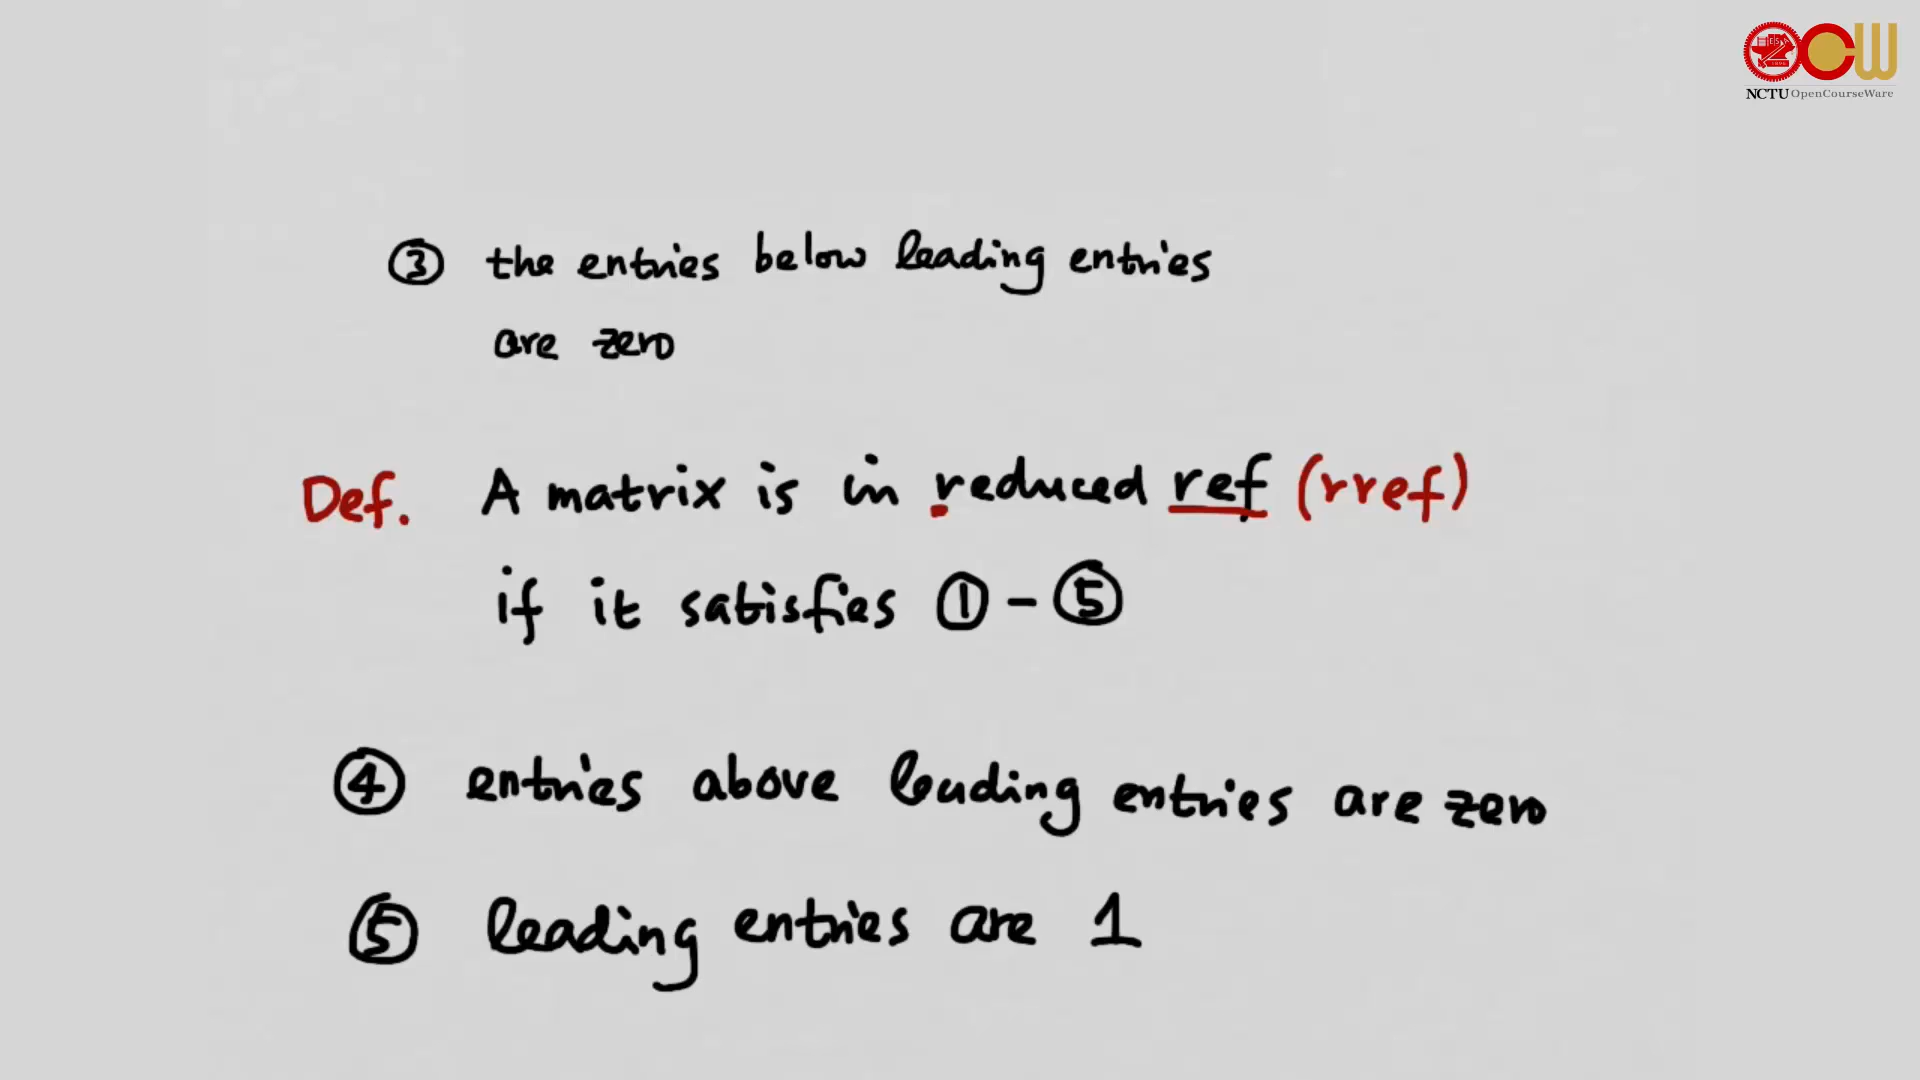 NCTU OpenCourseWare
③ the entries below leading entries
are zero
Def. A matrix is in reduced ref (rref)
if it satisfies ① - ⑤
④ entries above leading entries are zero
⑤ leading entries are 1